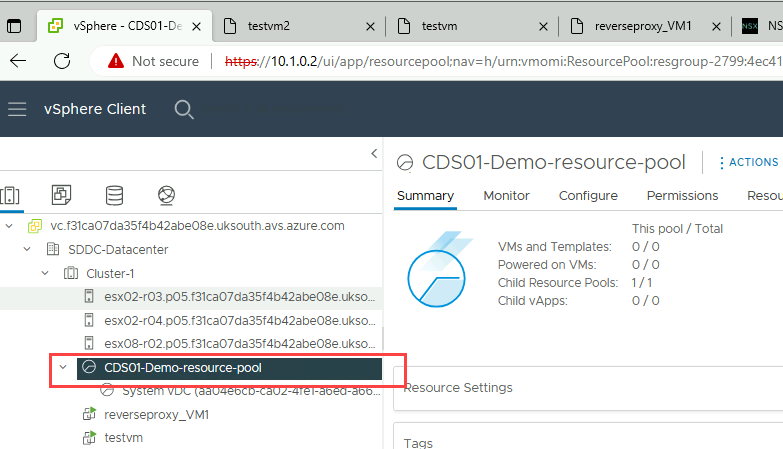 vSphere - CDS01-De
testvm2
testvm
reverseproxy_VM1
NSX
NS
Not secure
https://10.1.0.2/ui/app/resourcepool;nav=h/urn:vmomi:ResourcePool:resgroup-2799:4ec41
vSphere Client
CDS01-Demo-resource-pool
ACTIONS
Summary
Monitor
Configure
Permissions
Resou
vc.f31ca07da35f4b42abe08e.uksouth.avs.azure.com
SDDC-Datacenter
Cluster-1
esx02-r03.p05.f31ca07da35f4b42abe08e.ukso...
esx02-r04.p05.f31ca07da35f4b42abe08e.ukso...
esx08-r02.p05.f31ca07da35f4b42abe08e.ukso...
CDS01-Demo-resource-pool
System VDC (aa04e6cb-ca02-4fe1-a6ed-a66...
reverseproxy_VM1
testvm
This pool / Total
VMs and Templates: 0 / 0
Powered on VMs: 0 / 0
Child Resource Pools: 1 / 1
Child vApps: 0 / 0
Resource Settings
Tags